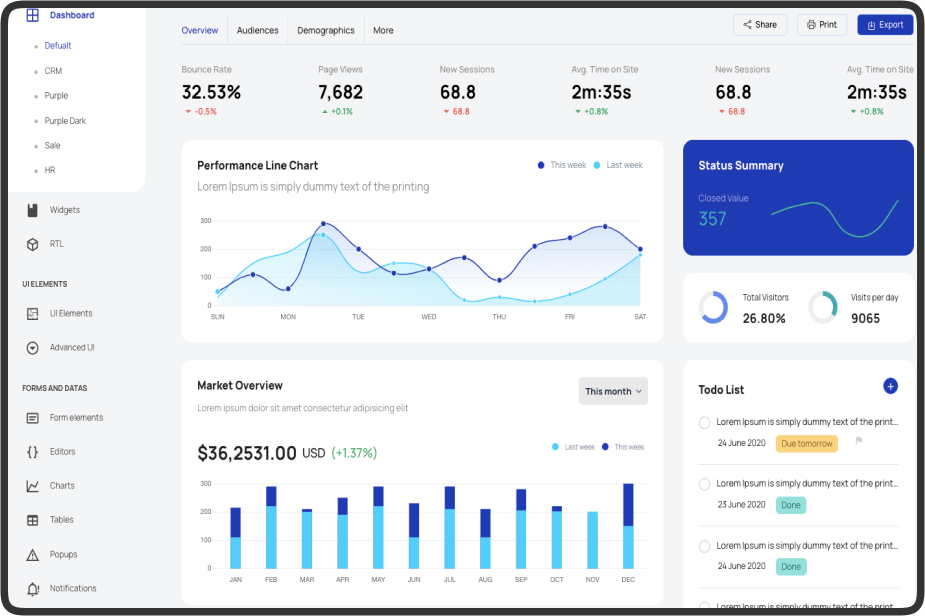 Dashboard
Defualt
CRM
Purple
Purple Dark
Sale
HR
Widgets
RTL
UI ELEMENTS
UI Elements
Advanced UI
FORMS AND DATAS
Form elements
Editors
Charts
Tables
Popups
Notifications
Overview Audiences Demographics More
Share Print Export
Bounce Rate Page Views New Sessions Avg. Time on Site New Sessions Avg. Time on Site
32.53% 7,682 68.8 2m:35s 68.8 2m:35s
-0.5% +0.1% 68.8 +0.8% 68.8 +0.8%
Performance Line Chart
This week Last week
Lorem Ipsum is simply dummy text of the printing
300
200
100
0
SUN MON TUE WED THU FRI SAT
Status Summary
Closed Value
357
Total Visitors
26.80%
Visits per day
9065
Market Overview
This month
Lorem ipsum dolor sit amet consectetur adipisicing elit
$36,2531.00 USD (+1.37%)
Last week This week
300
200
100
0
JAN FEB MAR APR MAY JUN JUL AUG SEP OCT NOV DEC
Todo List
+
Lorem Ipsum is simply dummy text of the print...
24 June 2020 Due tomorrow
Lorem Ipsum is simply dummy text of the print...
23 June 2020 Done
Lorem Ipsum is simply dummy text of the print...
24 June 2020 Done
Lorem Ipsum is simply dummy text of the print...